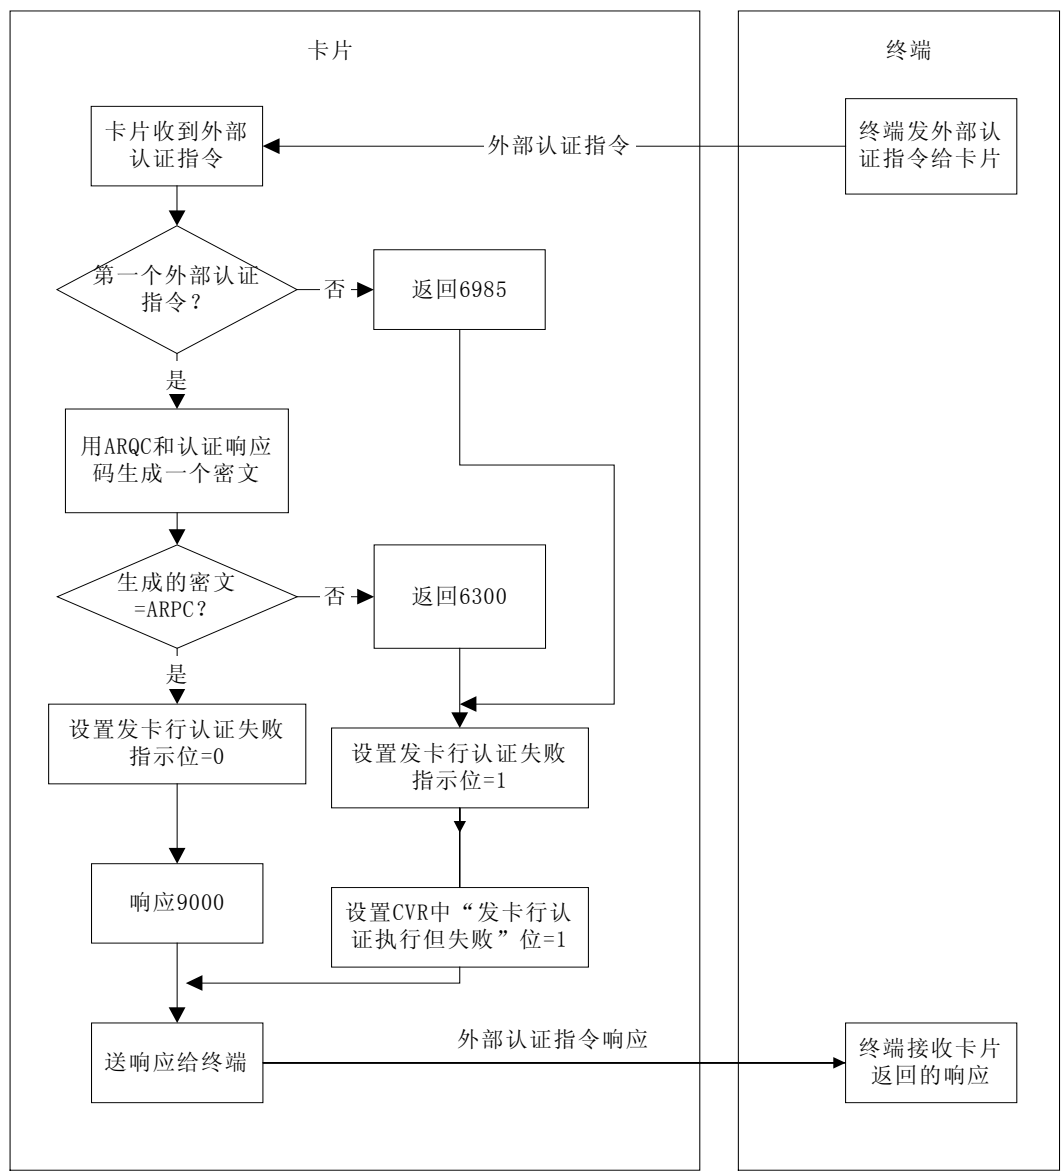 卡片
终端
卡片收到外部
认证指令
外部认证指令
终端发外部认
证指令给卡片
第一个外部认证
指令?
否
返回6985
是
用ARQC和认证响应
码生成一个密文
生成的密文
=ARPC?
否
返回6300
是
设置发卡行认证失败
指示位=0
设置发卡行认证失败
指示位=1
响应9000
设置CVR中“发卡行认
证执行但失败”位=1
送响应给终端
外部认证指令响应
终端接收卡片
返回的响应